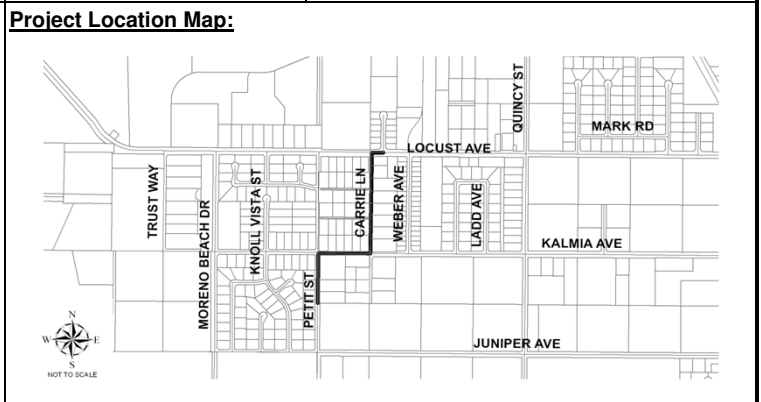 Project Location Map:
QUINCY ST
MARK RD
LOCUST AVE
TRUST WAY
MORENO BEACH DR
KNOLL VISTA ST
CARRIE LN
WEBER AVE
LADD AVE
KALMIA AVE
PETIT ST
JUNIPER AVE
N
W E
S
NOT TO SCALE